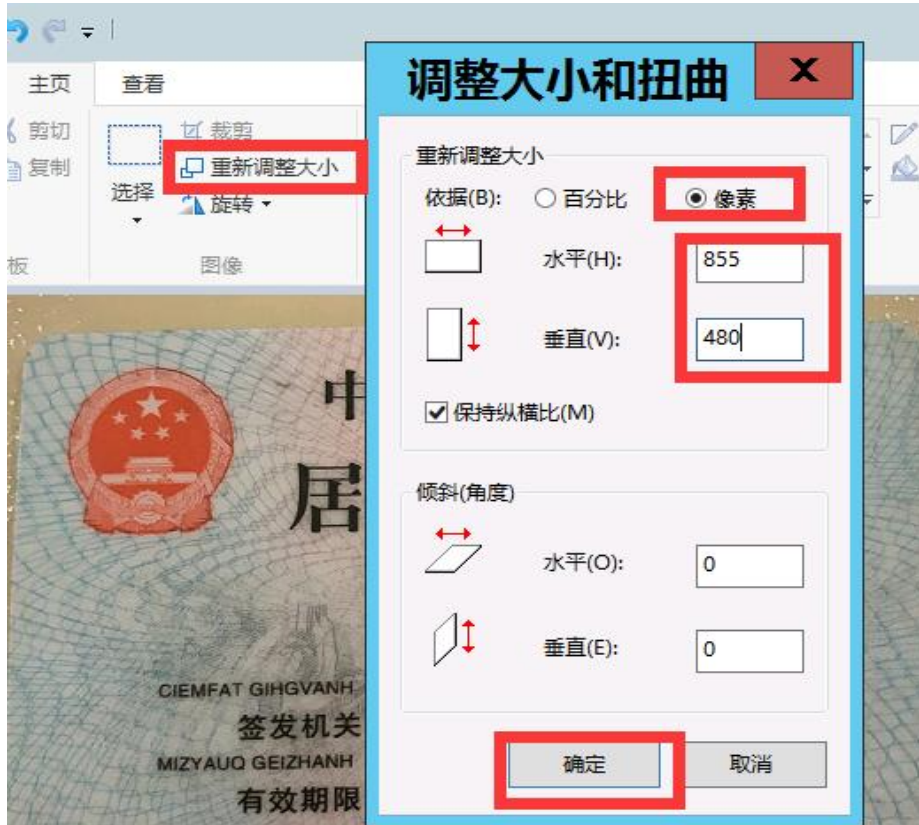 主页 查看
剪切
复制
选择
裁剪
重新调整大小
旋转
板
图像
调整大小和扭曲
重新调整大小
依据(B): 百分比 像素
水平(H): 855
垂直(V): 480
保持纵横比(M)
倾斜(角度)
水平(O): 0
垂直(E): 0
确定 取消
中
居
CIEMFAT GIHGVANH
签发机关
MIZYAUQ GEIZHANH
有效期限